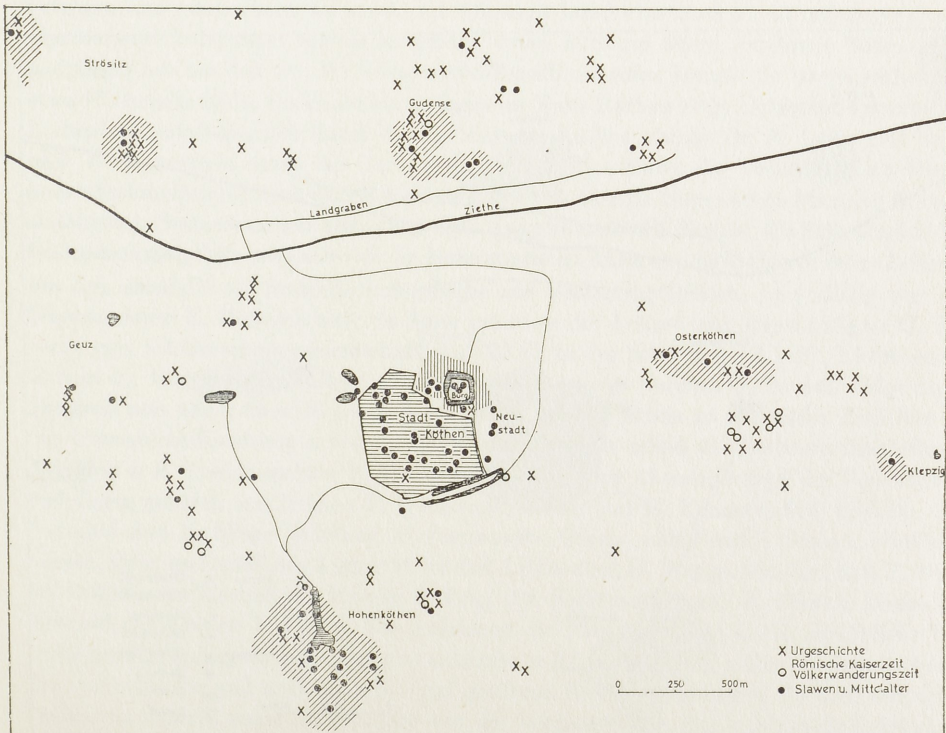 Strösitz
Gudense
Landgraben
Ziethe
Geuz
Osterköthen
Burg
Stadt
Köthen
Neu-
stadt
Klepzig
Hohenköthen
X Urgeschichte
Römische Kaiserzeit
O Völkerwanderungszeit
● Slawen u. Mittelalter
0 250 500m